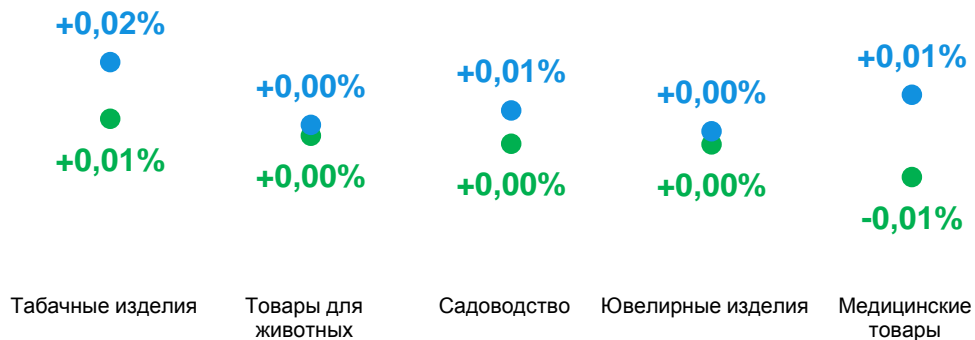 +0,02%
+0,00%
+0,01%
+0,00%
+0,01%
+0,01%
+0,00%
+0,00%
+0,00%
-0,01%
Табачные изделия
Товары для
животных
Садоводство
Ювелирные изделия
Медицинские
товары